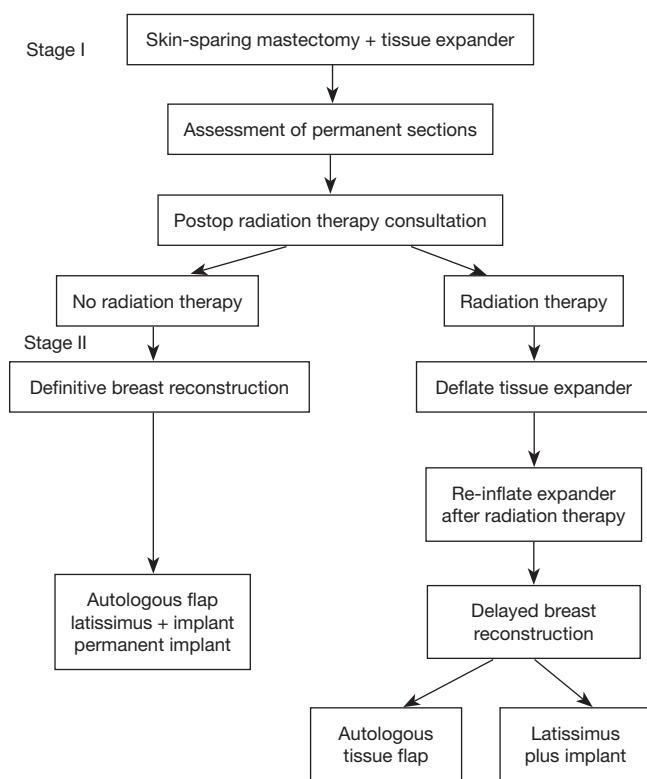 Stage I
Skin-sparing mastectomy + tissue expander
Assessment of permanent sections
Postop radiation therapy consultation
No radiation therapy
Radiation therapy
Stage II
Definitive breast reconstruction
Deflate tissue expander
Re-inflate expander
after radiation therapy
Autologous flap
latissimus + implant
permanent implant
Delayed breast
reconstruction
Autologous
tissue flap
Latissimus
plus implant